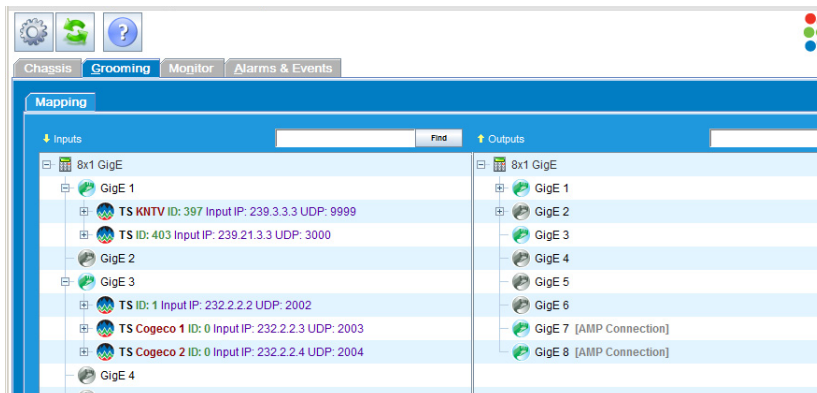 ?
Chassis Grooming Monitor Alarms & Events
Mapping
Inputs Find Outputs
8x1 GigE 8x1 GigE
GigE 1 GigE 1
TS KNTV ID: 397 Input IP: 239.3.3.3 UDP: 9999 GigE 2
TS ID: 403 Input IP: 239.21.3.3 UDP: 3000 GigE 3
GigE 2 GigE 4
GigE 3 GigE 5
TS ID: 1 Input IP: 232.2.2.2 UDP: 2002 GigE 6
TS Cogeco 1 ID: 0 Input IP: 232.2.2.3 UDP: 2003 GigE 7 [AMP Connection]
TS Cogeco 2 ID: 0 Input IP: 232.2.2.4 UDP: 2004 GigE 8 [AMP Connection]
GigE 4